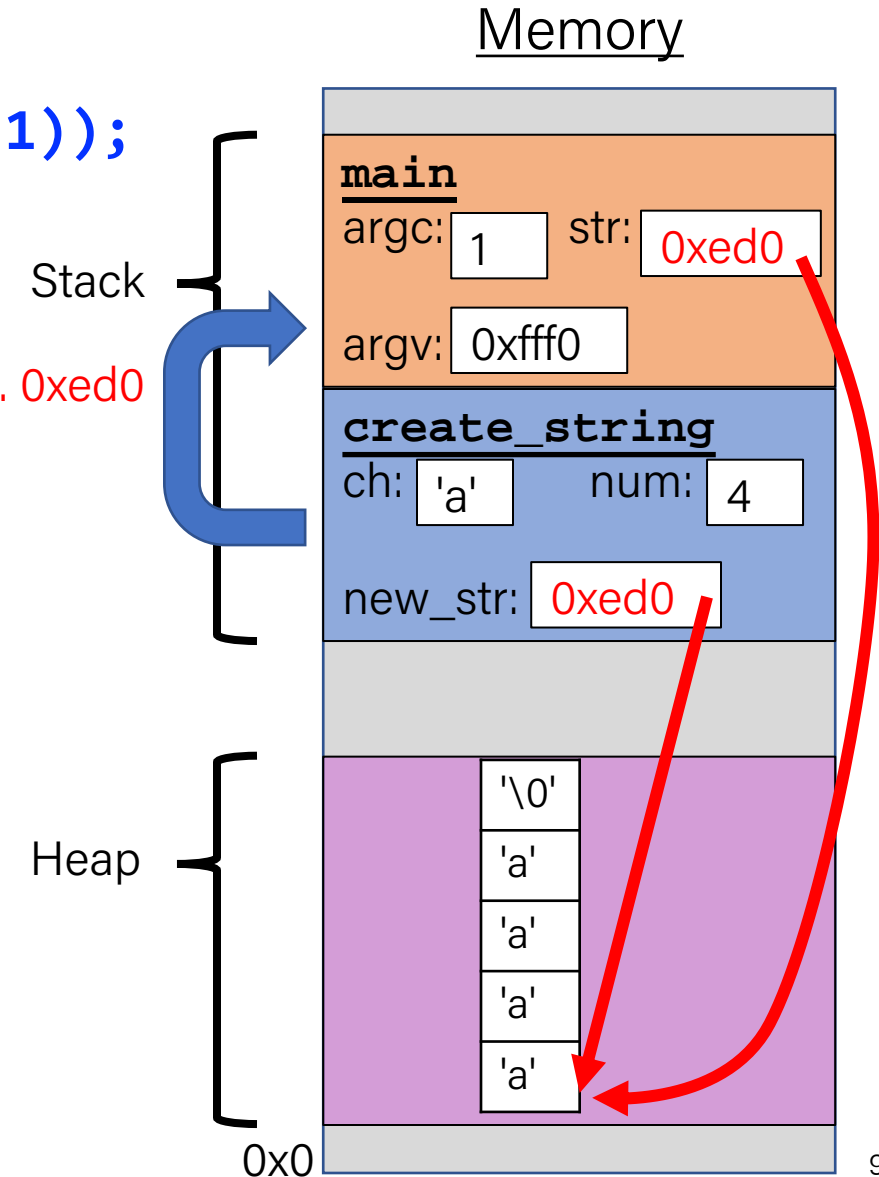 Memory
1));
main
argc: 1 str: 0xed0
Stack
argv: 0xfff0
. 0xed0
create_string
ch: 'a' num: 4
new_str: 0xed0
'\0'
'a'
Heap
'a'
'a'
'a'
0x0
9